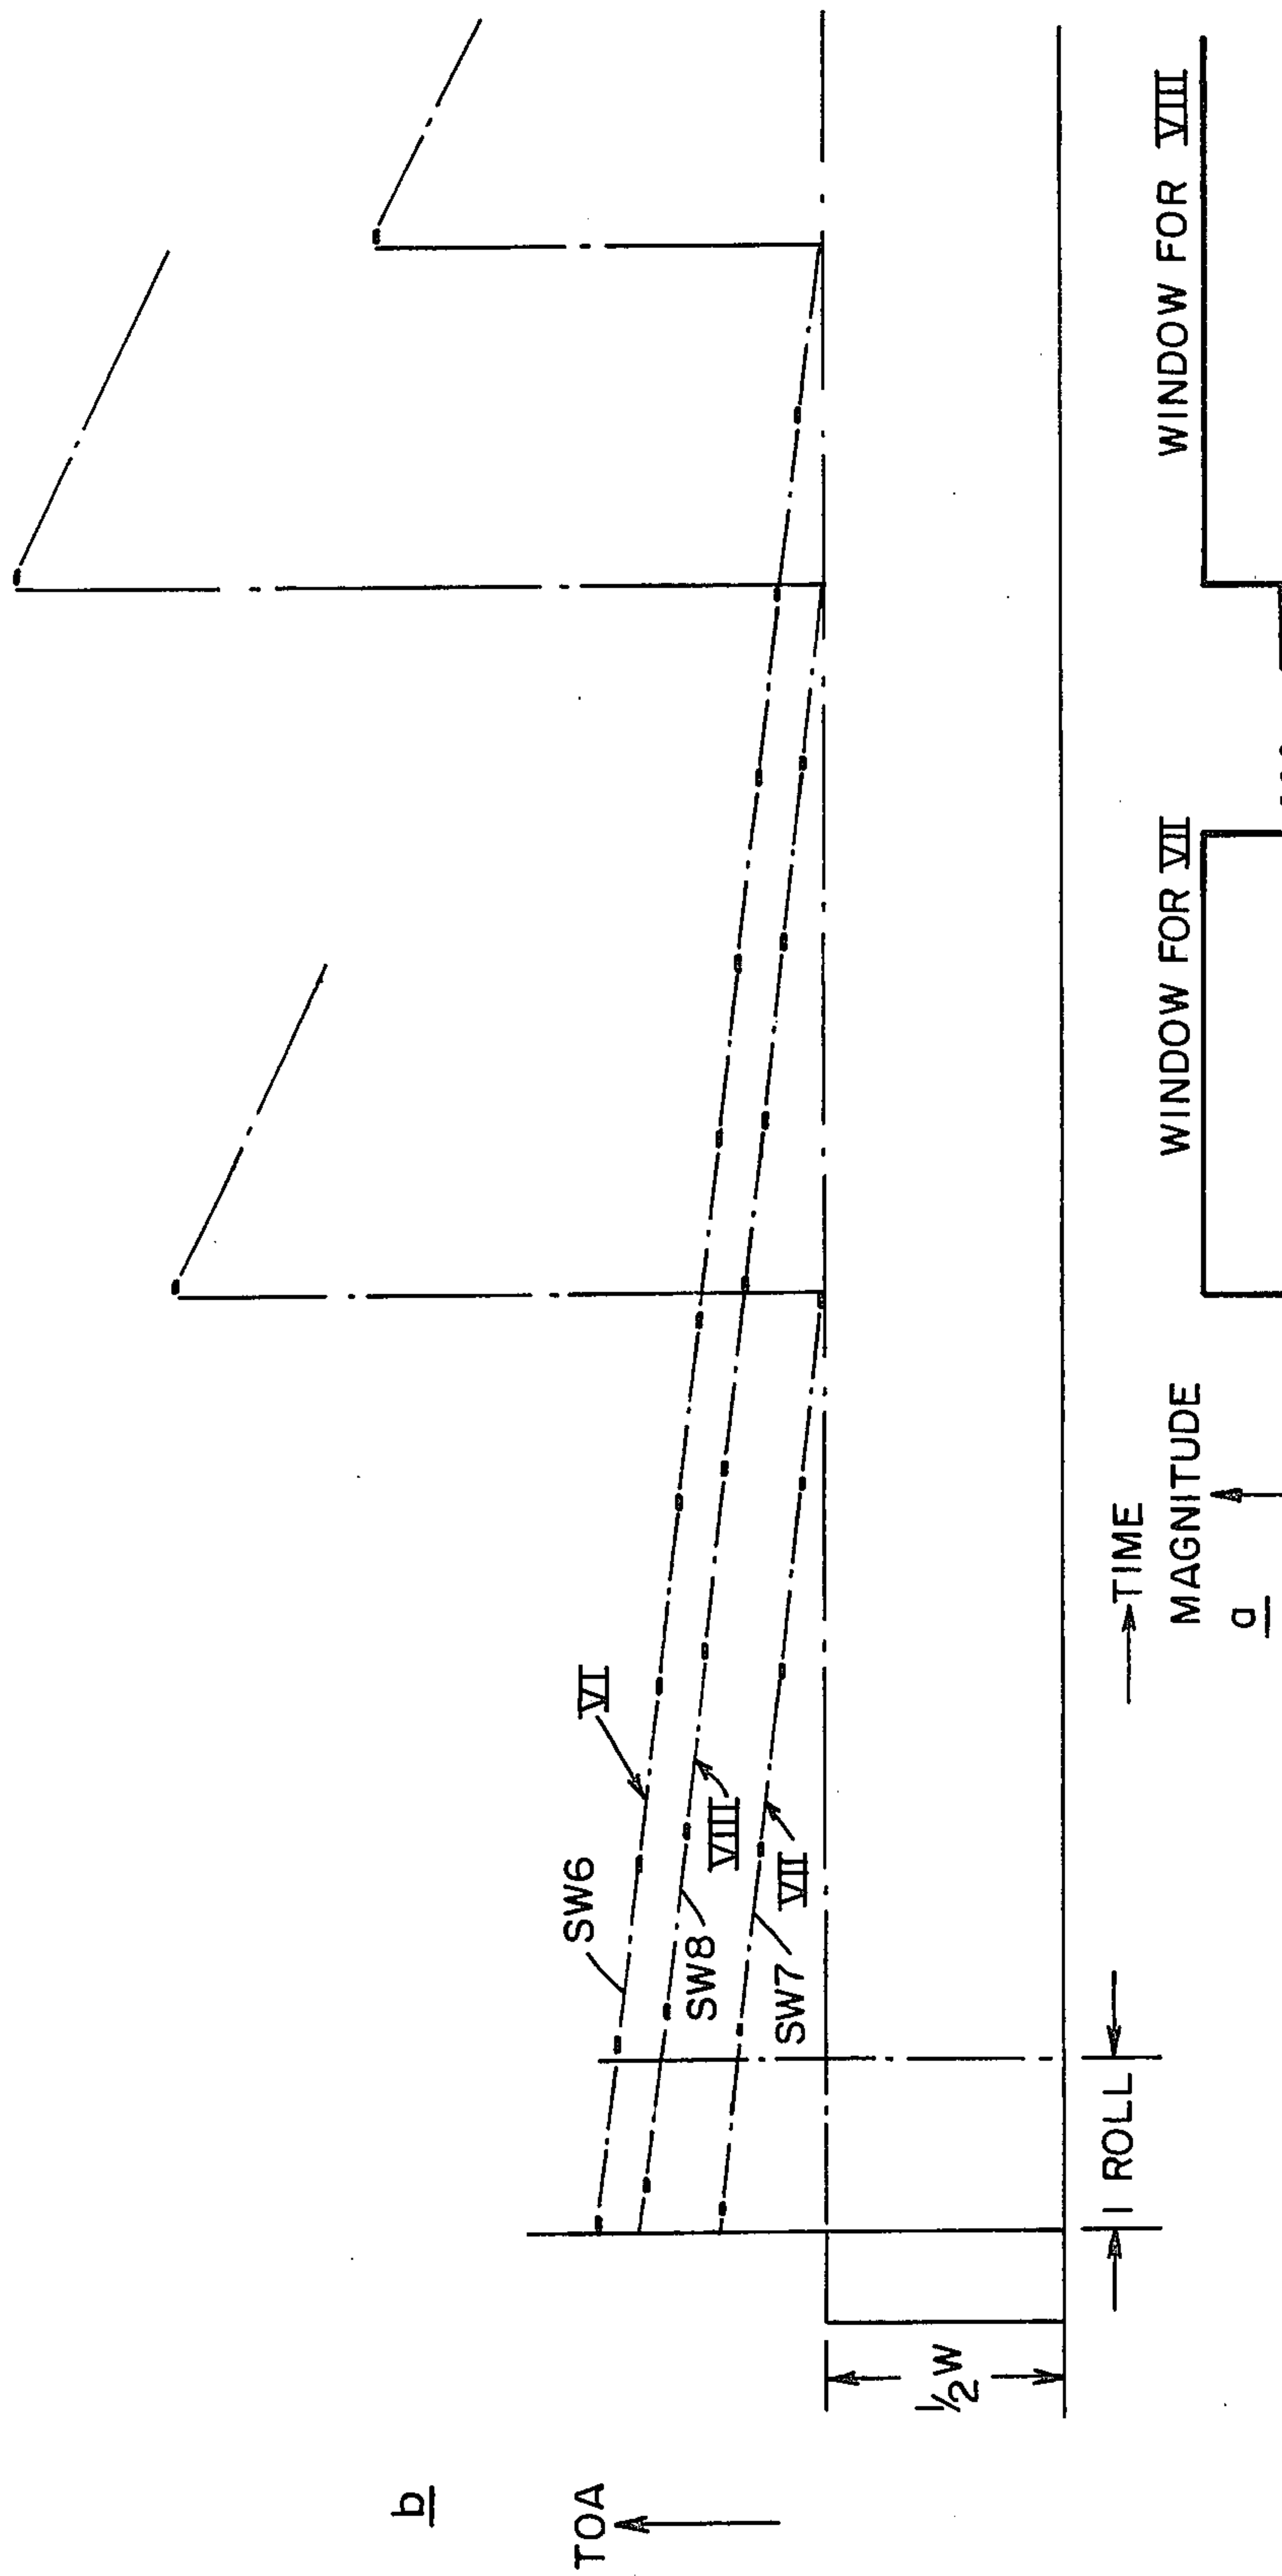 b
TOA
SW6
VI
SW8
VIII
SW7
VII
½W
1 ROLL
TIME
MAGNITUDE
a
WINDOW FOR VII
WINDOW FOR VIII